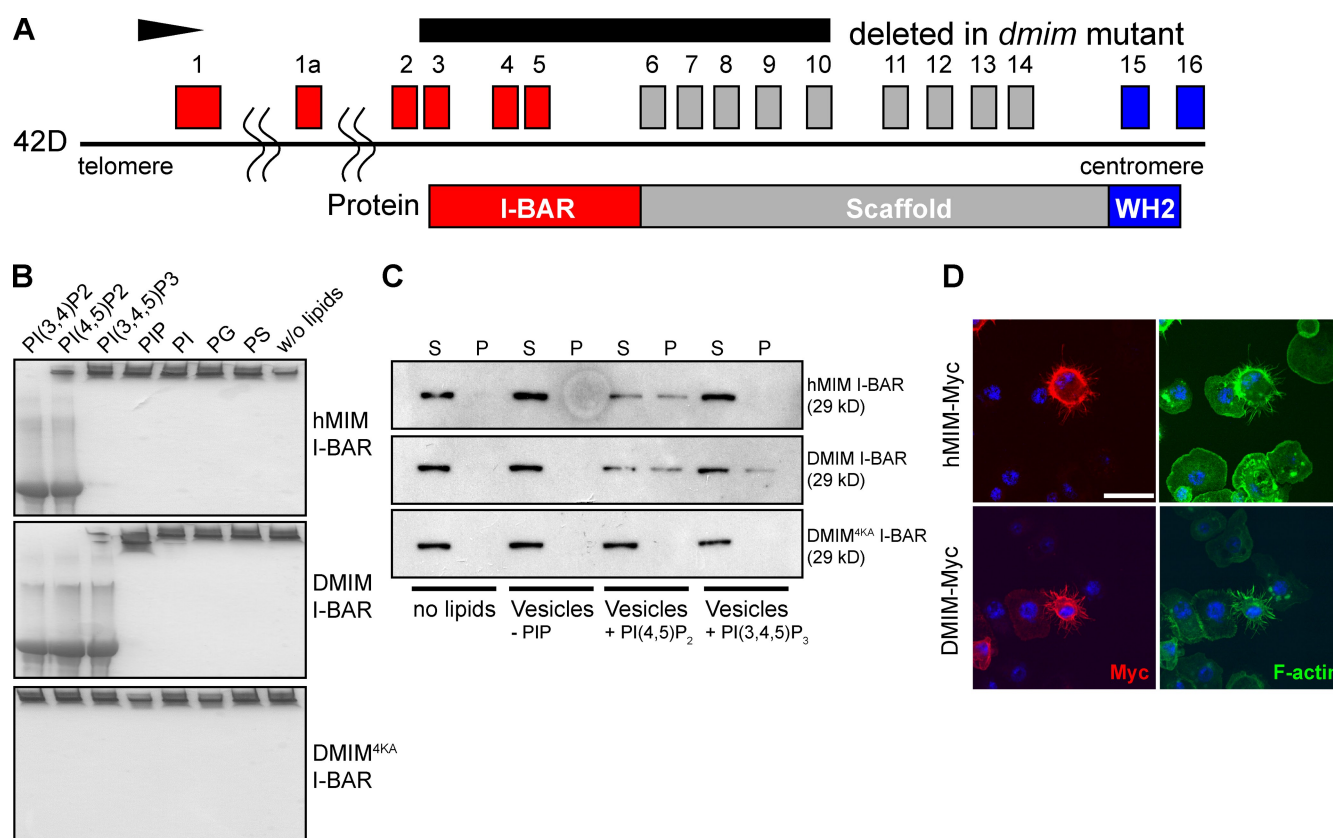 A
deleted in dmim mutant
1 1a 2 3 4 5 6 7 8 9 10 11 12 13 14 15 16
42D
telomere
centromere
Protein
I-BAR
Scaffold
WH2
B
PI(3,4)P2
PI(4,5)P2
PI(3,4,5)P3
PIP
PI
PG
PS
w/o lipids
hMIM
I-BAR
DMIM
I-BAR
DMIM4KA
I-BAR
C
S P S P S P S P
hMIM I-BAR
(29 kD)
DMIM I-BAR
(29 kD)
DMIM4KA I-BAR
(29 kD)
no lipids
Vesicles
- PIP
Vesicles
+ PI(4,5)P2
Vesicles
+ PI(3,4,5)P3
D
hMIM-Myc
DMIM-Myc
Myc
F-actin